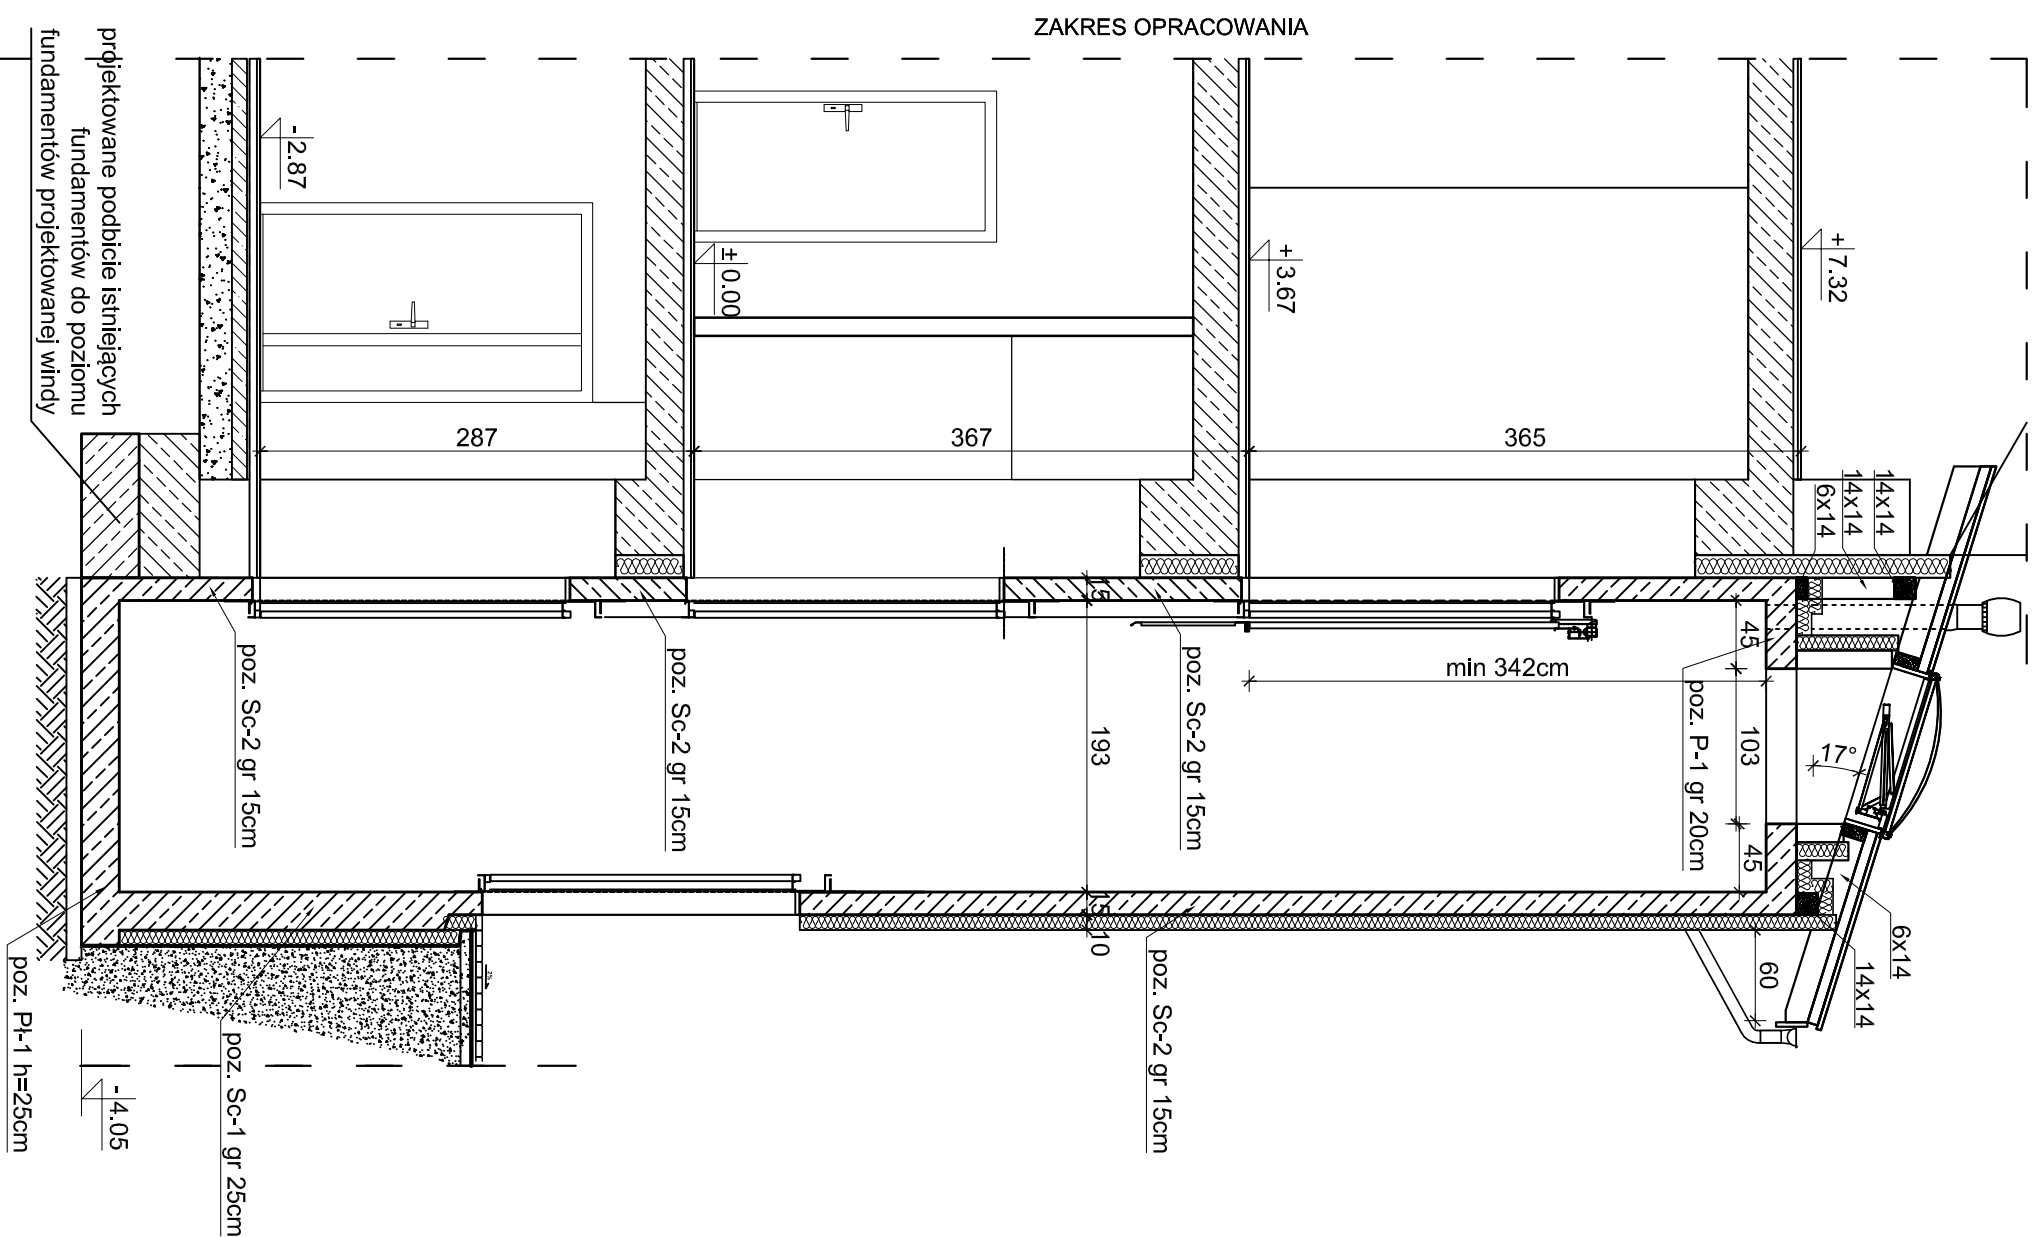 ZAKRES OPRACOWANIA
projektowane podbicie istniejących
fundamentów do poziomu
fundamentów projektowanej windy
-2.87
± 0.00
+3.67
+7.32
287
367
365
14x14
14x14
6x14
15
45
min 342cm
poz. Sc-2 gr 15cm
poz. Sc-2 gr 15cm
poz. Sc-2 gr 15cm
poz. P-1 gr 20cm
193
103
17°
45
15
10
60
6x14
14x14
poz. Sc-2 gr 15cm
poz. Sc-1 gr 25cm
poz. Pł-1 h=25cm
-4.05